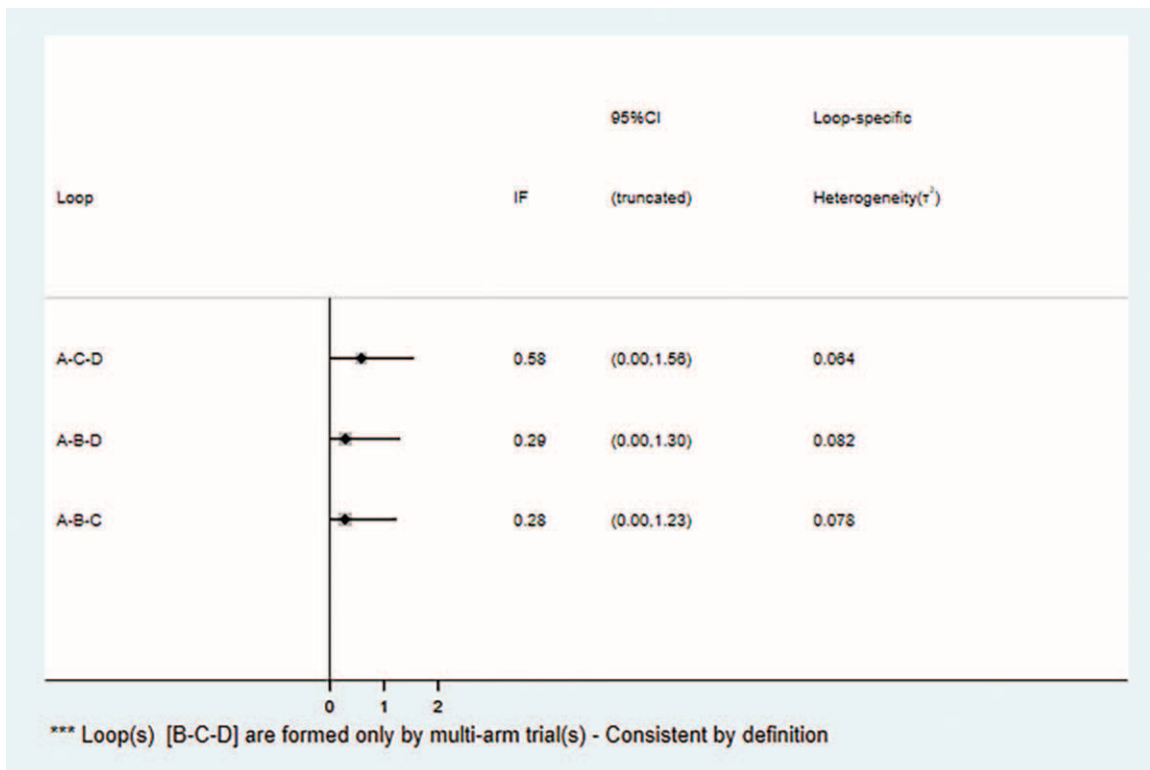 95%CI Loop-specific
Loop IF (truncated) Heterogeneity(τ²)
A-C-D 0.58 (0.00,1.56) 0.064
A-B-D 0.29 (0.00,1.30) 0.082
A-B-C 0.28 (0.00,1.23) 0.078
0 1 2
*** Loop(s) [B-C-D] are formed only by multi-arm trial(s) - Consistent by definition